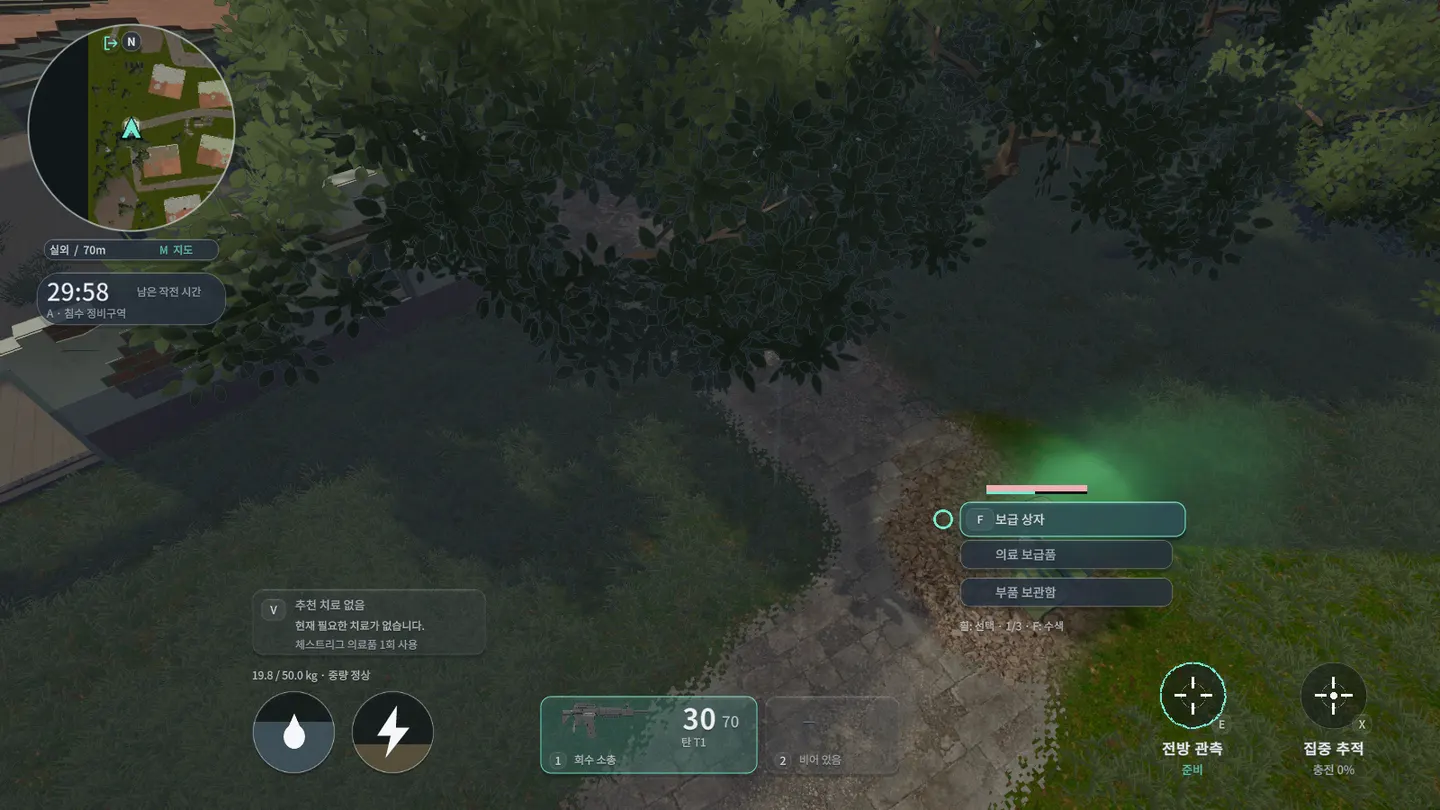 N
실외 / 70m M 지도
29:58 남은 작전 시간
A · 침수 정비구역
F 보급 상자
의료 보급품
부품 보관함
휠: 선택 · 1/3 · F: 수색
V 추천 치료 없음
현재 필요한 치료가 없습니다.
체스트리그 의료품 1회 사용
19.8 / 50.0 kg · 중량 정상
30 70
탄 T1
1 회수 소총
2 비어 있음
E
전방 관측
준비
X
집중 추적
충전 0%